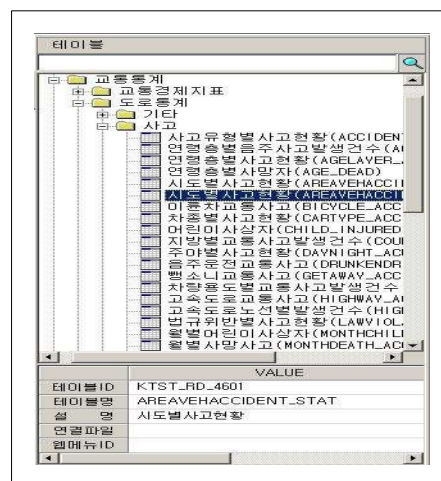 테이블
교통통계
교통경제지표
도로통계
기타
사고
사고유형별사고현황(ACCIDEN
연령층별음주사고발생건수(A
연령층별사고현황(AGELAYER_
연령층별사망자(AGE_DEAD)
시도별사고현황(AREAVEHACCI
시도별사고현황(AREAVEHACCI
이륜차교통사고(BICYCLE_ACC
차종별사고현황(CARTYPE_ACC
어린이사상자(CHILD_INJURED
지방별교통사고발생건수(COU
주야별사고현황(DAYNIGHT_AC
음주운전교통사고(DRUNKENDR
뺑소니교통사고(GETAWAY_ACC
차량용도별교통사고발생건수
고속도로교통사고(HIGHWAY_A
고속도로노선별발생건수(HIG
법규위반별사고현황(LAWVIOL
월별어린이사상자(MONTHCHIL
월별사망사고(MONTHDEATH_AC
VALUE
테이블ID KTST_RD_4601
테이블명 AREAVEHACCIDENT_STAT
설 명 시도별사고현황
연결파일
웹메뉴ID